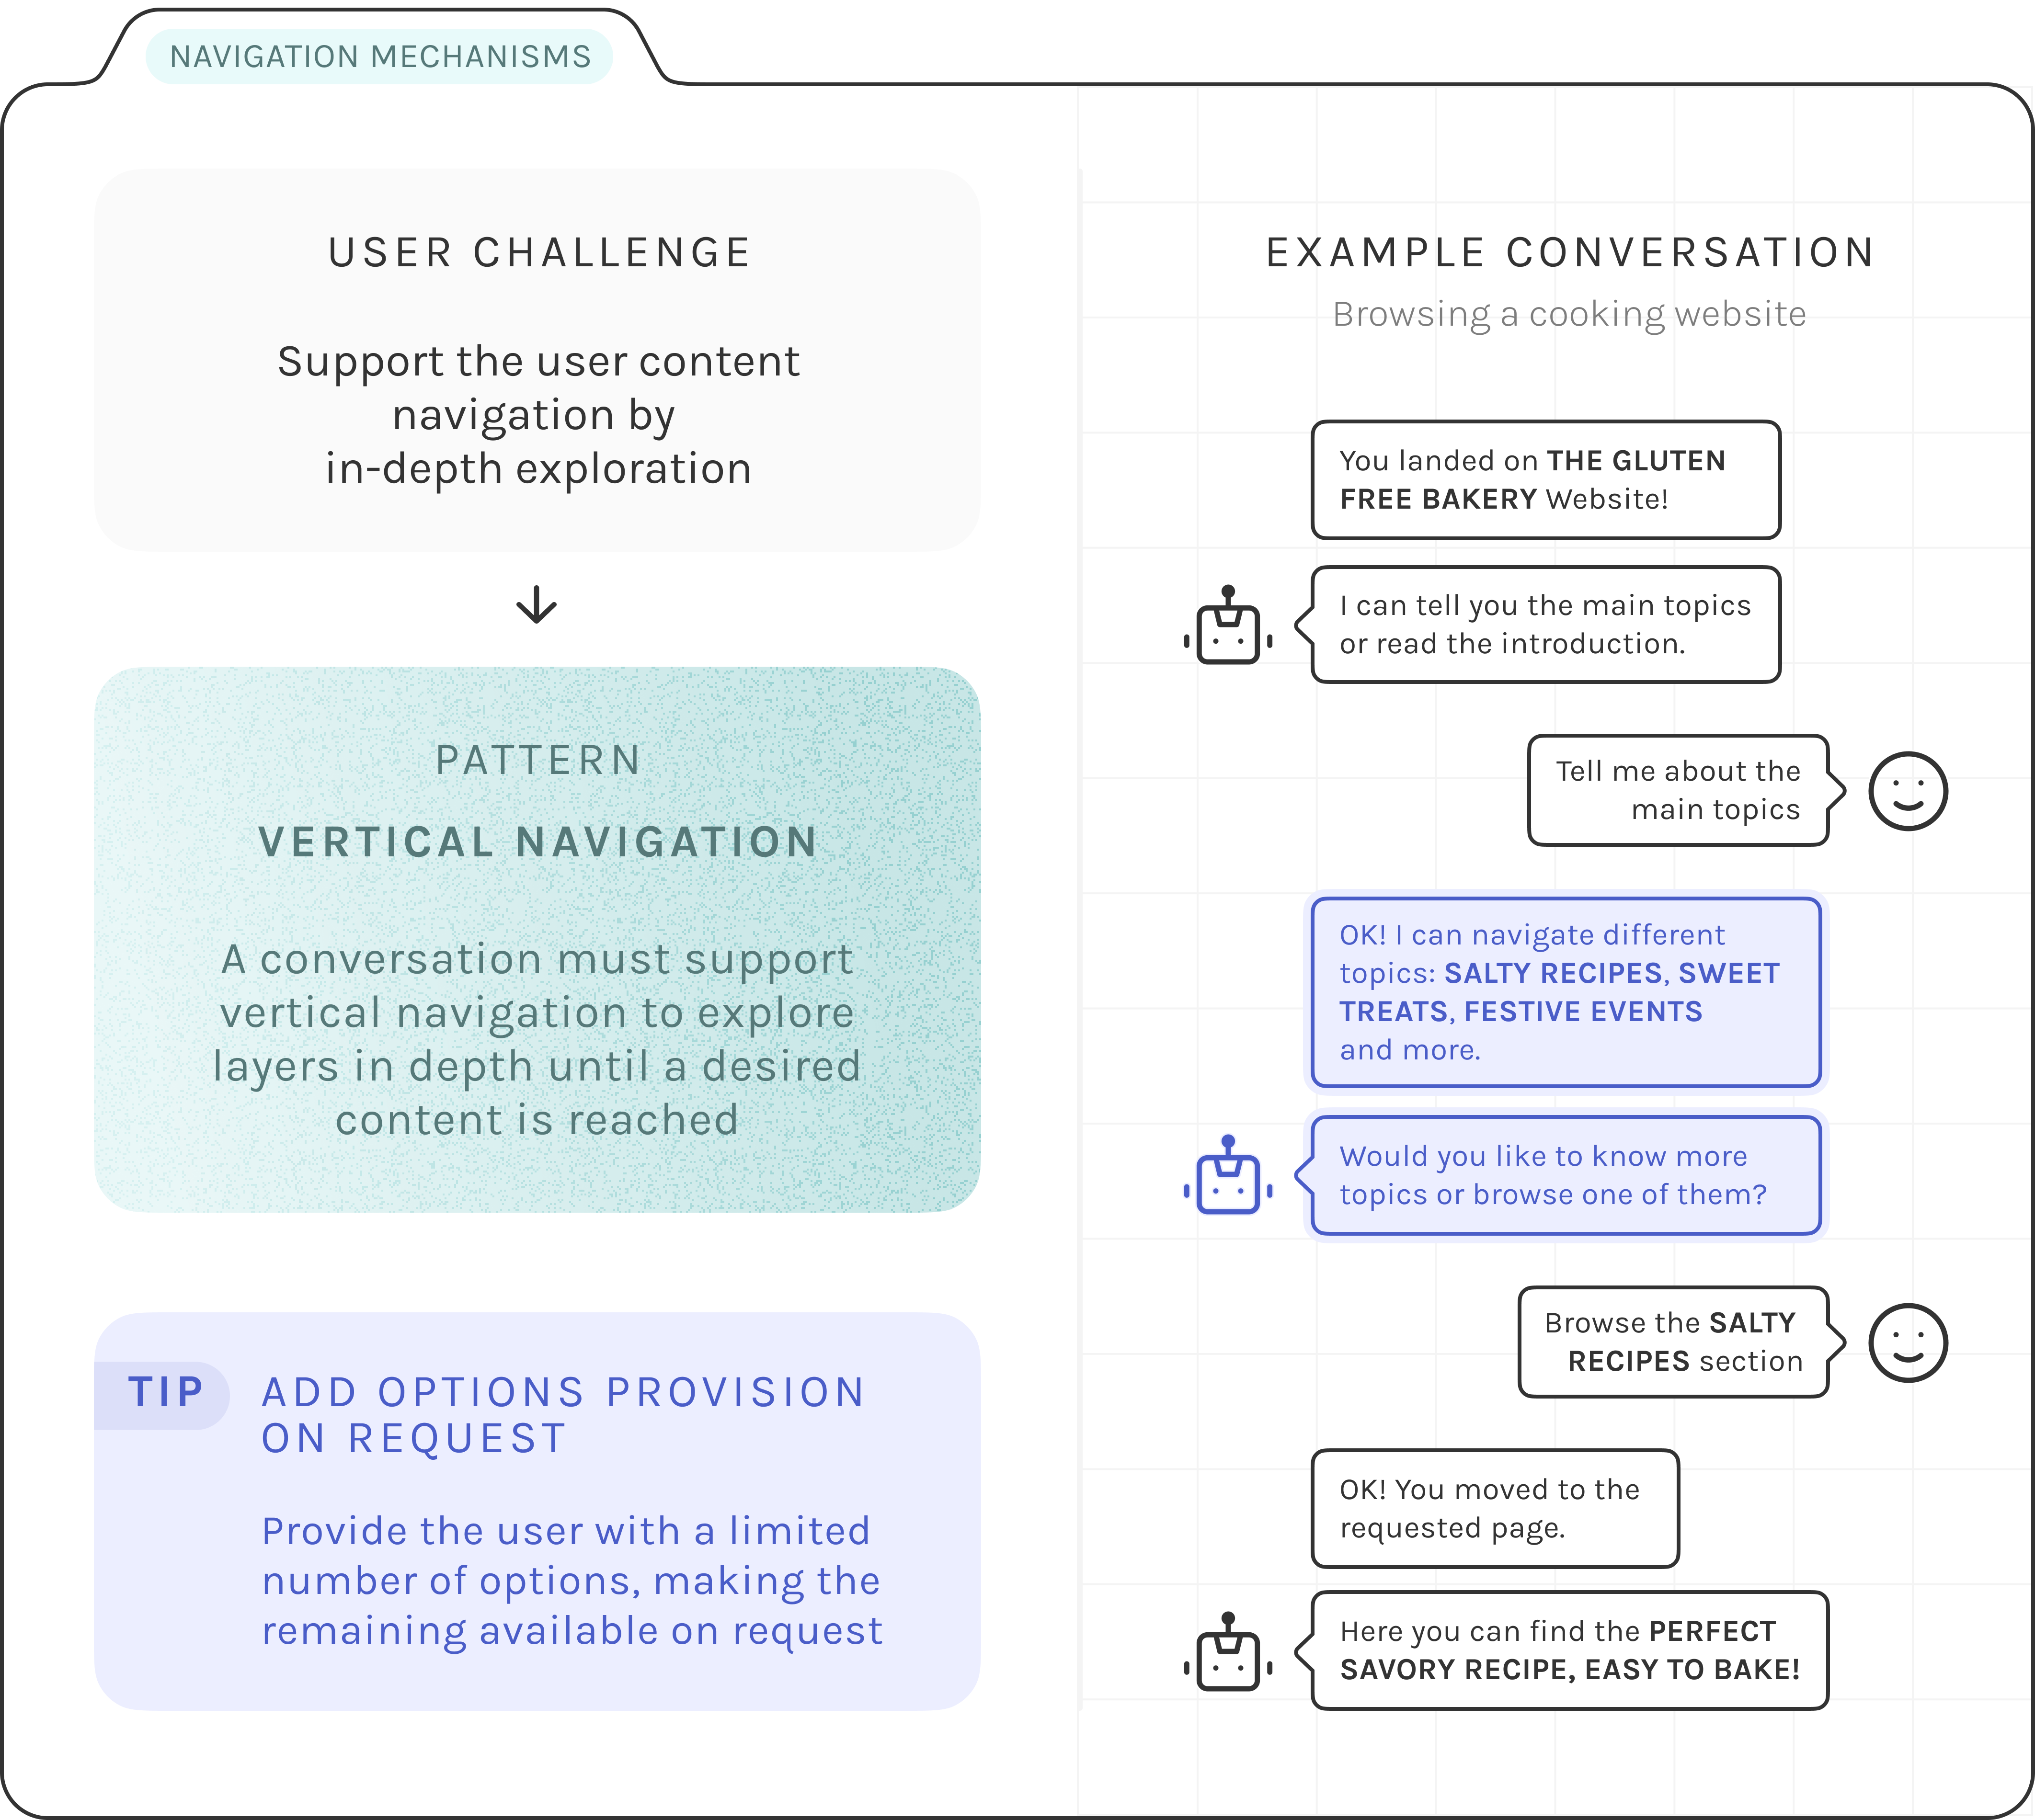 NAVIGATION MECHANISMS
USER CHALLENGE
Support the user content
navigation by
in-depth exploration
PATTERN
VERTICAL NAVIGATION
A conversation must support
vertical navigation to explore
layers in depth until a desired
content is reached
TIP
ADD OPTIONS PROVISION
ON REQUEST
Provide the user with a limited
number of options, making the
remaining available on request
EXAMPLE CONVERSATION
Browsing a cooking website
You landed on THE GLUTEN
FREE BAKERY Website!
I can tell you the main topics
or read the introduction.
Tell me about the
main topics
OK! I can navigate different
topics: SALTY RECIPES, SWEET
TREATS, FESTIVE EVENTS
and more.
Would you like to know more
topics or browse one of them?
Browse the SALTY
RECIPES section
OK! You moved to the
requested page.
Here you can find the PERFECT
SAVORY RECIPE, EASY TO BAKE!